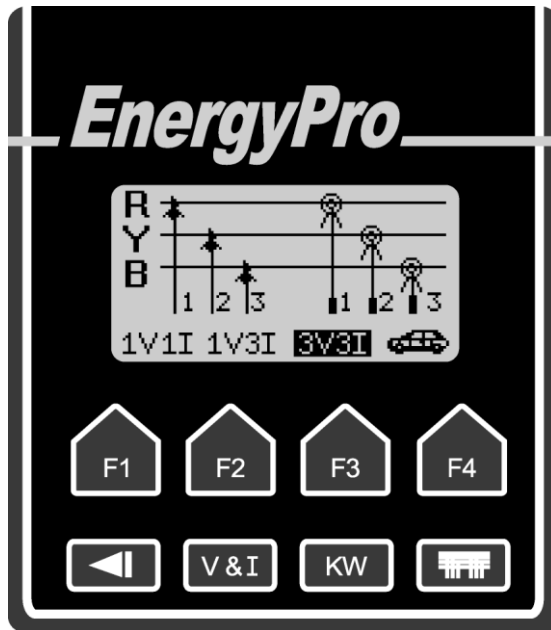 EnergyPro
R
Y
B
1 2 3 1 2 3
1V1I 1V3I 3V3I
F1 F2 F3 F4
V & I KW